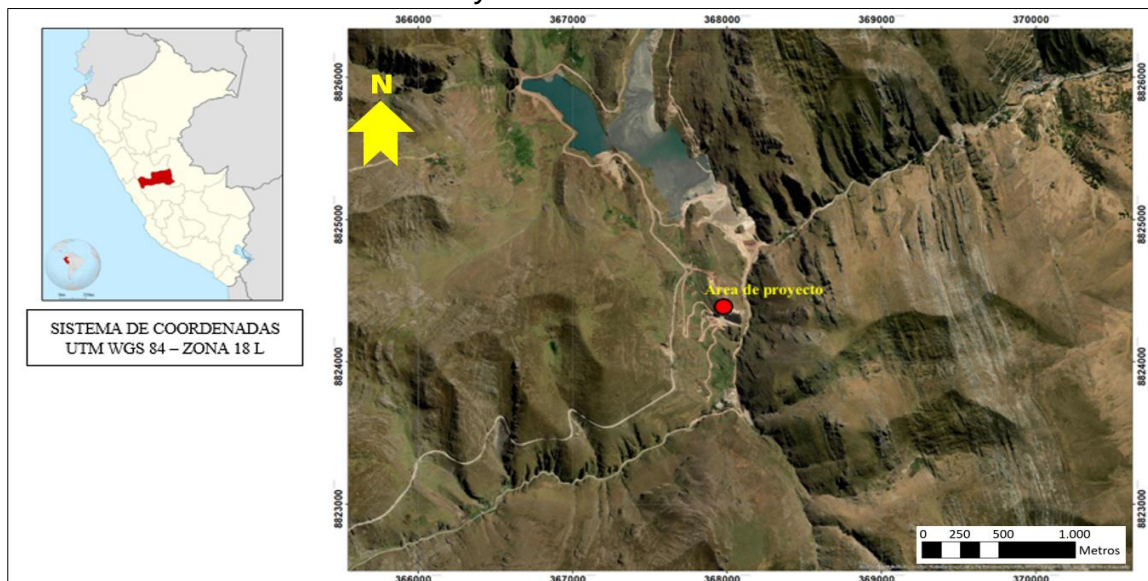 366000 367000 368000 369000 370000
N
8826000 8826000
8825000 8825000
Área de proyecto
SISTEMA DE COORDENADAS
UTM WGS 84 – ZONA 18 L
8824000 8824000
8823000 8823000
0 250 500 1.000
Metros
366000 367000 368000 369000 370000